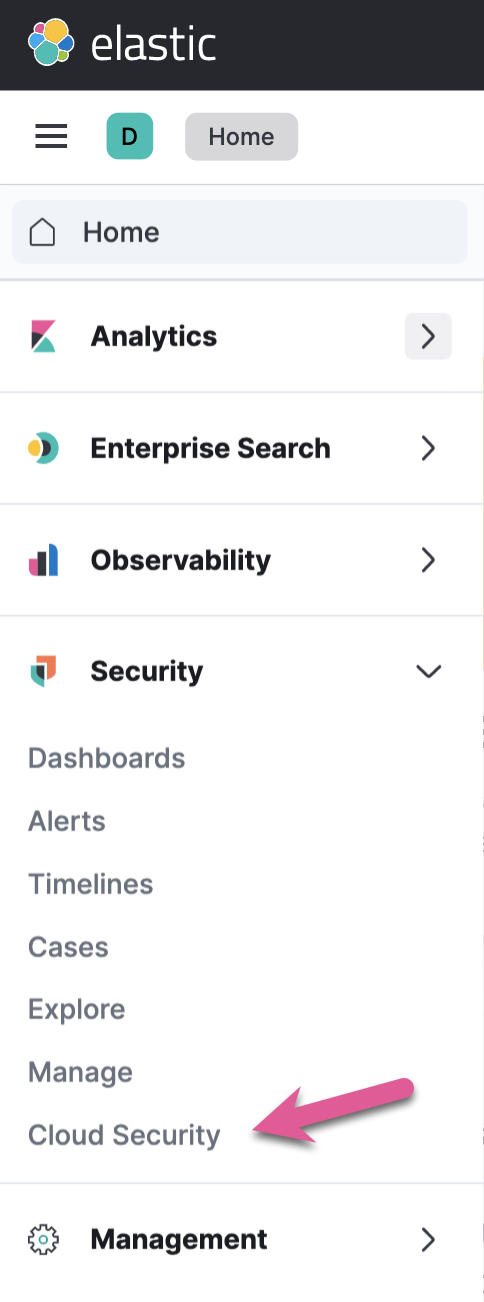 elastic
D
Home
Home
Analytics
Enterprise Search
Observability
Security
Dashboards
Alerts
Timelines
Cases
Explore
Manage
Cloud Security
Management